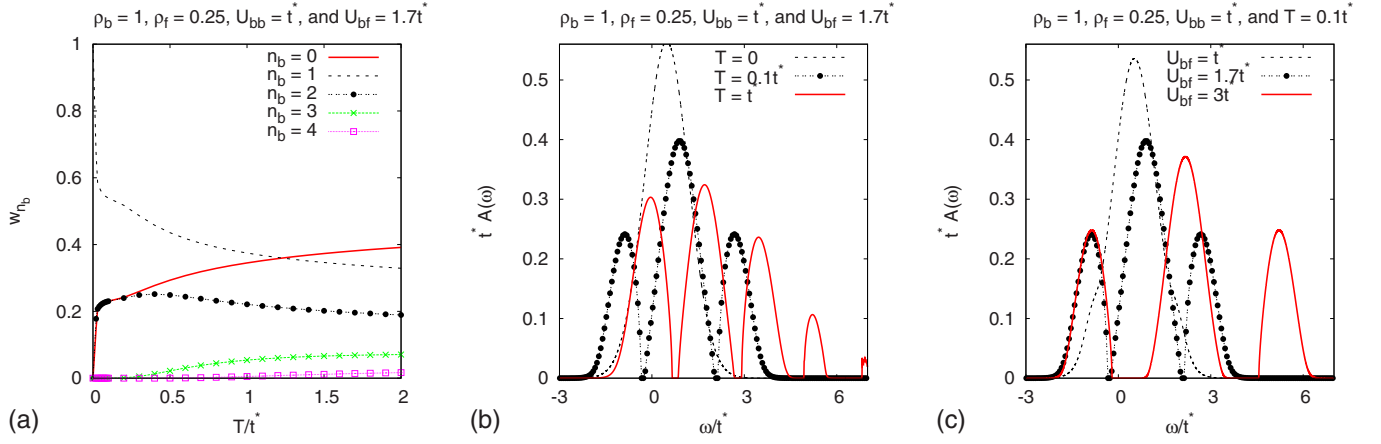 ρb = 1, ρf = 0.25, Ubb = t*, and Ubf = 1.7t*
1
0.8
0.6
0.4
0.2
0
wnb
nb = 0
nb = 1
nb = 2
nb = 3
nb = 4
0 0.5 1 1.5 2
T/t*
(a)
ρb = 1, ρf = 0.25, Ubb = t*, and Ubf = 1.7t*
0.5
0.4
0.3
0.2
0.1
0
t* A(ω)
T = 0
T = 0.1t*
T = t
-3 0 3 6
ω/t*
(b)
ρb = 1, ρf = 0.25, Ubb = t*, and T = 0.1t*
0.5
0.4
0.3
0.2
0.1
0
t* A(ω)
Ubf = t*
Ubf = 1.7t*
Ubf = 3t
-3 0 3 6
ω/t*
(c)